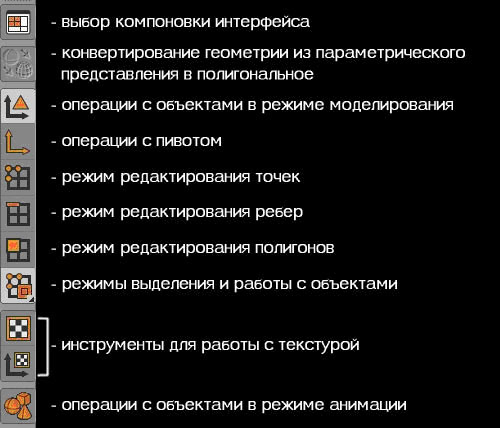 - выбор компоновки интерфейса
- конвертирование геометрии из параметрического
представления в полигональное
- операции с объектами в режиме моделирования
- операции с пивотом
- режим редактирования точек
- режим редактирования ребер
- режим редактирования полигонов
- режимы выделения и работы с объектами
- инструменты для работы с текстурой
- операции с объектами в режиме анимации